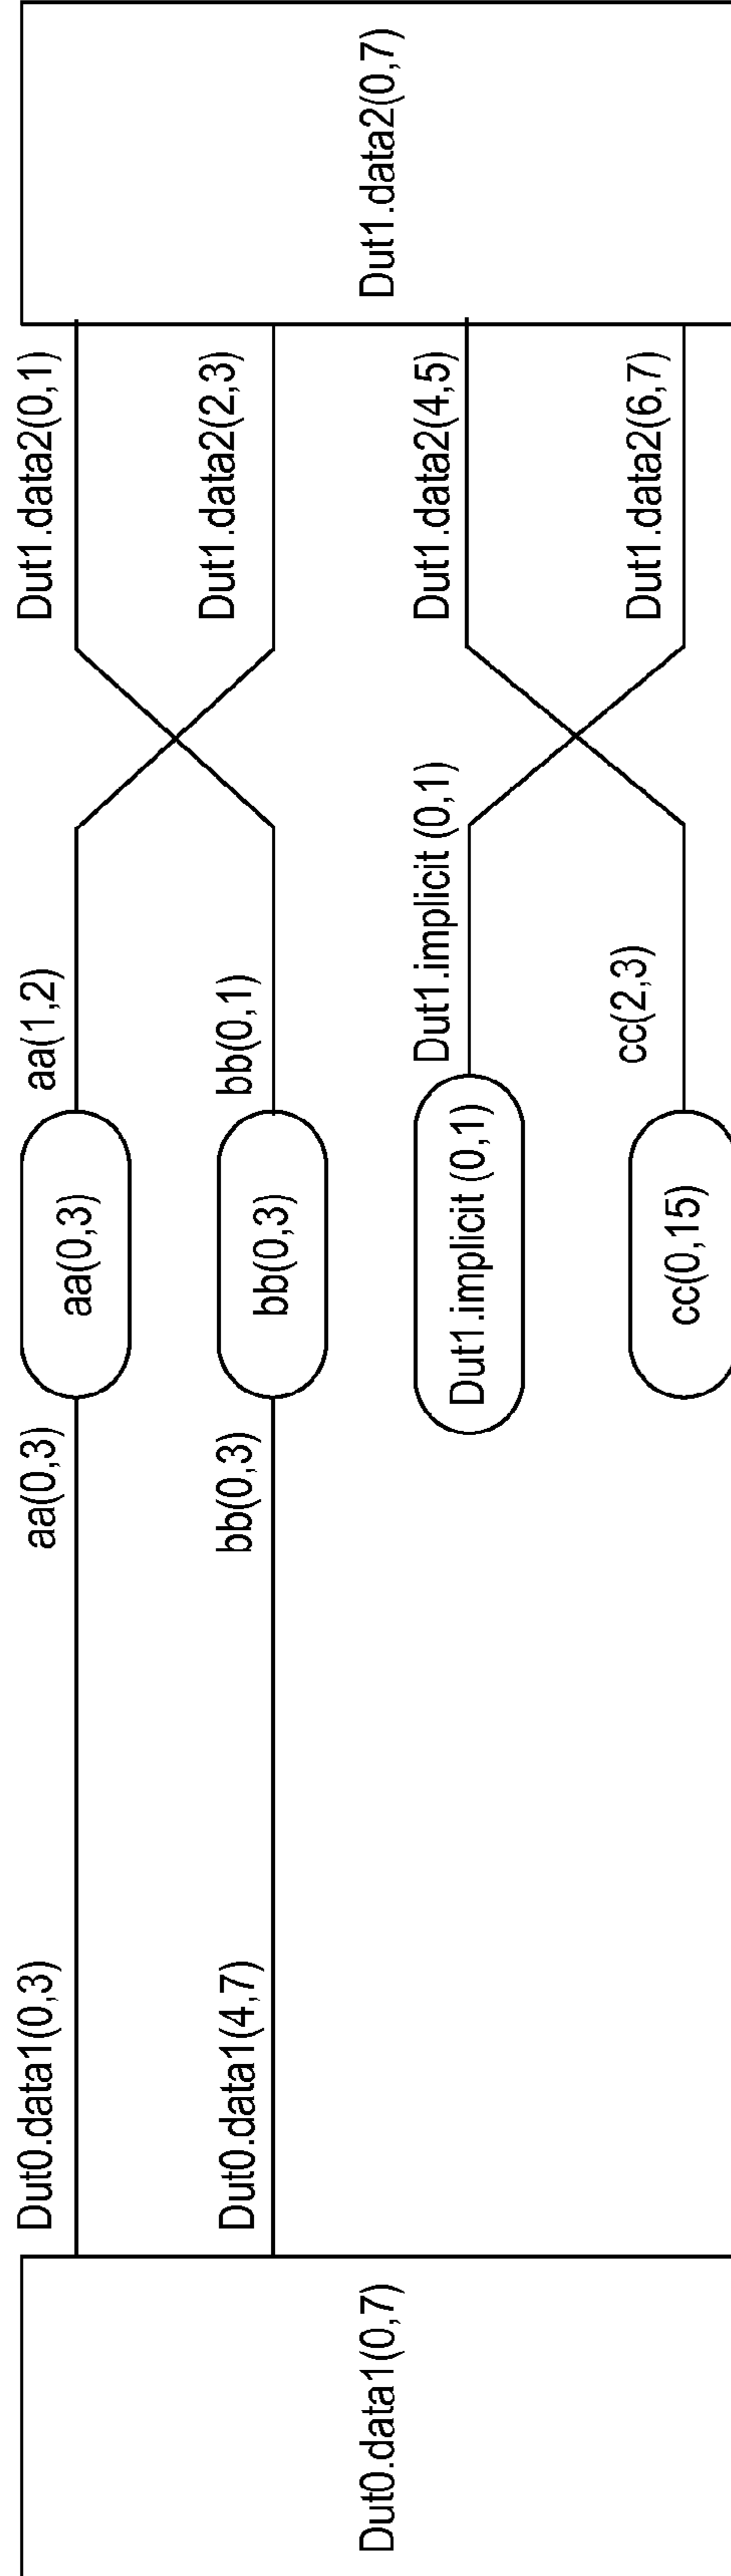 Dut0.data1(0,3)
aa(0,3)
aa(0,3)
aa(1,2)
Dut1.data2(0,1)
Dut0.data1(4,7)
bb(0,3)
bb(0,3)
bb(0,1)
Dut1.data2(2,3)
Dut0.data1(0,7)
Dut1.data2(0,7)
Dut1.implicit (0,1)
Dut1.implicit (0,1)
Dut1.data2(4,5)
cc(0,15)
cc(2,3)
Dut1.data2(6,7)